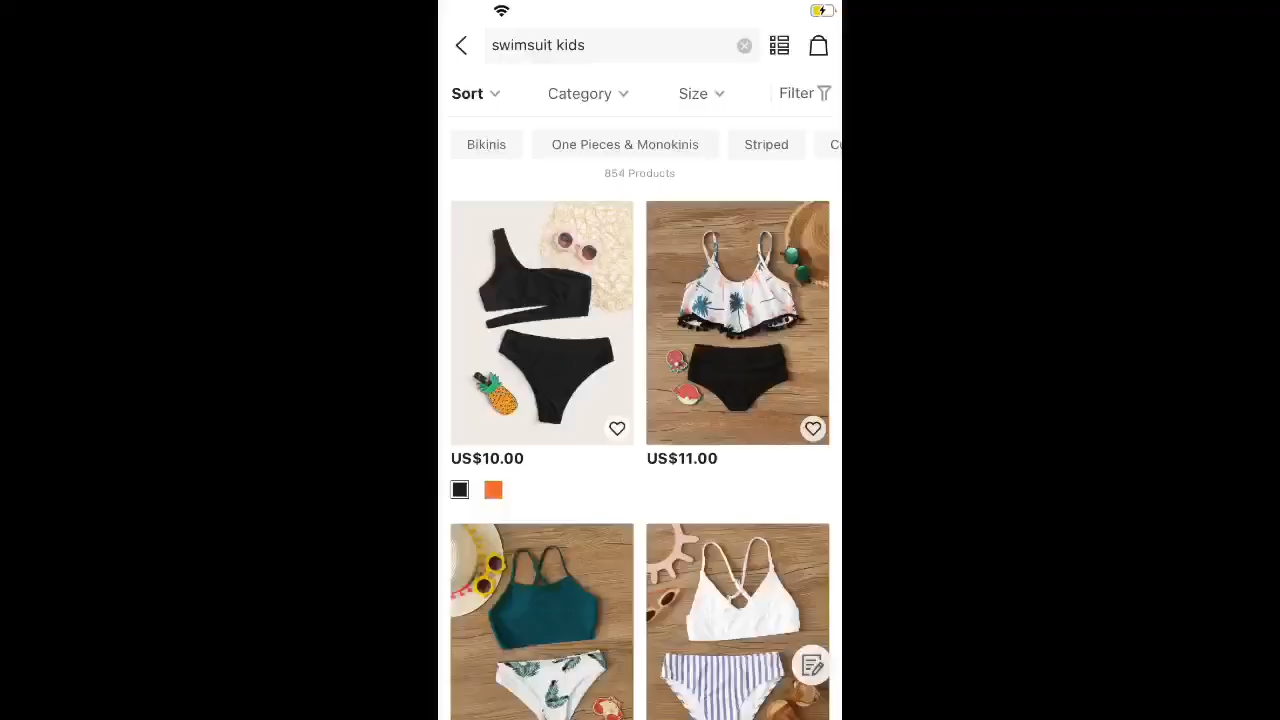 swimsuit kids
Sort Category Size Filter
Bikinis One Pieces & Monokinis Striped
854 Products
US$10.00 US$11.00